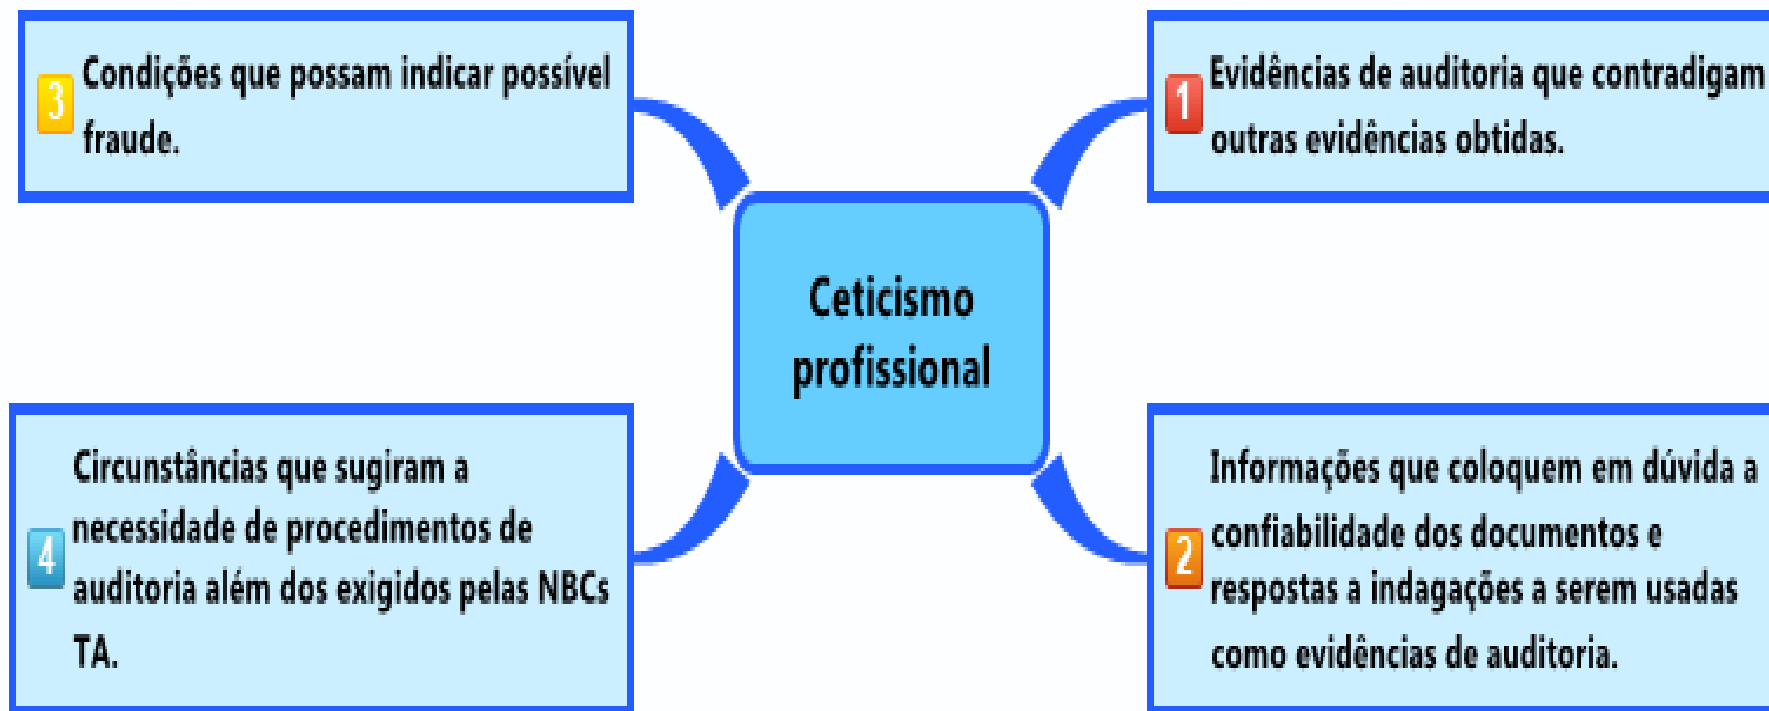 3
Condições que possam indicar possível
fraude.
1
Evidências de auditoria que contradigam
outras evidências obtidas.
Ceticismo
profissional
4
Circunstâncias que sugiram a
necessidade de procedimentos de
auditoria além dos exigidos pelas NBCs
TA.
2
Informações que coloquem em dúvida a
confiabilidade dos documentos e
respostas a indagações a serem usadas
como evidências de auditoria.